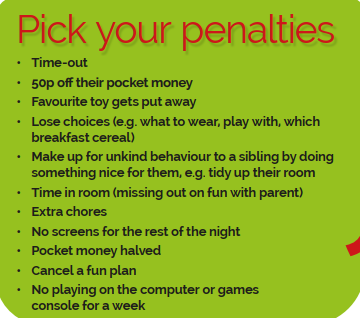 Pick your penalties
• Time-out
• 50p off their pocket money
• Favourite toy gets put away
• Lose choices (e.g. what to wear, play with, which
breakfast cereal)
• Make up for unkind behaviour to a sibling by doing
something nice for them, e.g. tidy up their room
• Time in room (missing out on fun with parent)
• Extra chores
• No screens for the rest of the night
• Pocket money halved
• Cancel a fun plan
• No playing on the computer or games
console for a week